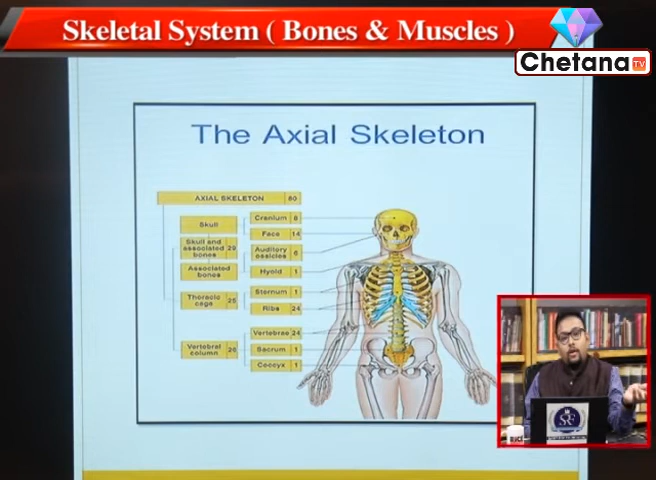 Skeletal System ( Bones & Muscles )
Chetana TV
The Axial Skeleton
AXIAL SKELETON 80
Skull
Cranium 8
Face 14
Skull and
associated 29
bones
Auditory
ossicles 6
Associated
bones
Hyoid 1
Thoracic
cage 25
Sternum 1
Ribs 24
Vertebral
column 26
Vertebrae 24
Sacrum 1
Coccyx 1
SRF